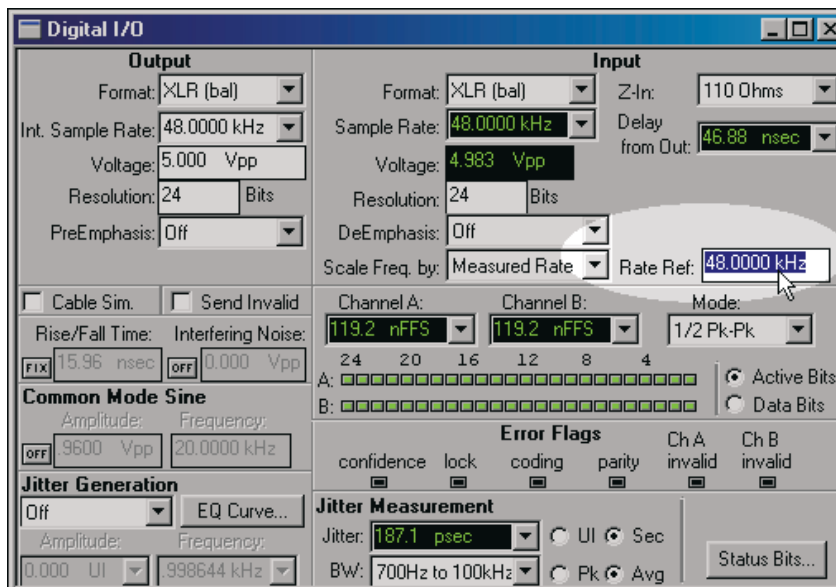 Digital I/O
Output
Format: XLR (bal)
Int. Sample Rate: 48.0000 kHz
Voltage: 5.000 Vpp
Resolution: 24 Bits
PreEmphasis: Off
Input
Format: XLR (bal) Z-In: 110 Ohms
Sample Rate: 48.0000 kHz Delay from Out: 46.88 nsec
Voltage: 4.983 Vpp
Resolution: 24 Bits
DeEmphasis: Off
Scale Freq. by: Measured Rate Rate Ref: 48.0000 kHz
Cable Sim. Send Invalid
Rise/Fall Time: Interfering Noise:
FIX 15.96 nsec OFF 0.000 Vpp
Common Mode Sine
Amplitude: Frequency:
OFF .9600 Vpp 20.0000 kHz
Jitter Generation
Off EQ Curve...
Amplitude: Frequency:
0.000 UI .998644 kHz
Channel A: Channel B: Mode:
119.2 nFFS 119.2 nFFS 1/2 Pk-Pk
24 20 16 12 8 4
A: Active Bits
B: Data Bits
Error Flags
confidence lock coding parity Ch A invalid Ch B invalid
Jitter Measurement
Jitter: 187.1 psec UI Sec
BW: 700Hz to 100kHz Pk Avg
Status Bits...